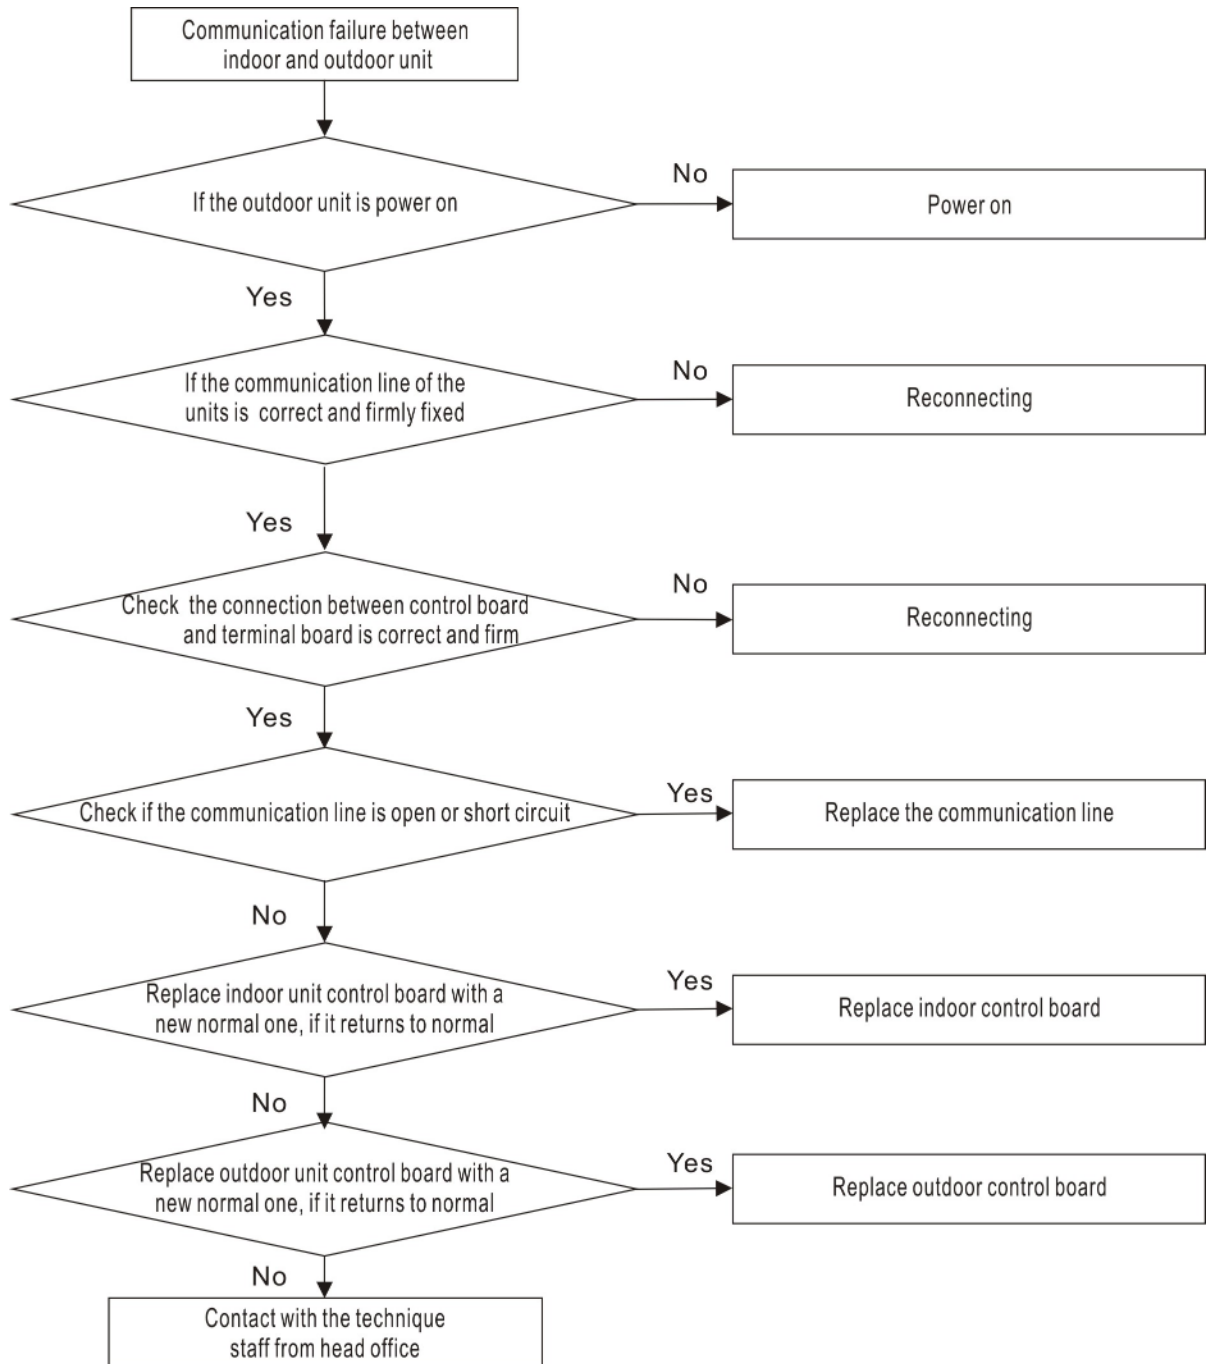 Communication failure between
indoor and outdoor unit
If the outdoor unit is power on
No
Power on
Yes
If the communication line of the
units is correct and firmly fixed
No
Reconnecting
Yes
Check the connection between control board
and terminal board is correct and firm
No
Reconnecting
Yes
Check if the communication line is open or short circuit
Yes
Replace the communication line
No
Replace indoor unit control board with a
new normal one, if it returns to normal
Yes
Replace indoor control board
No
Replace outdoor unit control board with a
new normal one, if it returns to normal
Yes
Replace outdoor control board
No
Contact with the technique
staff from head office